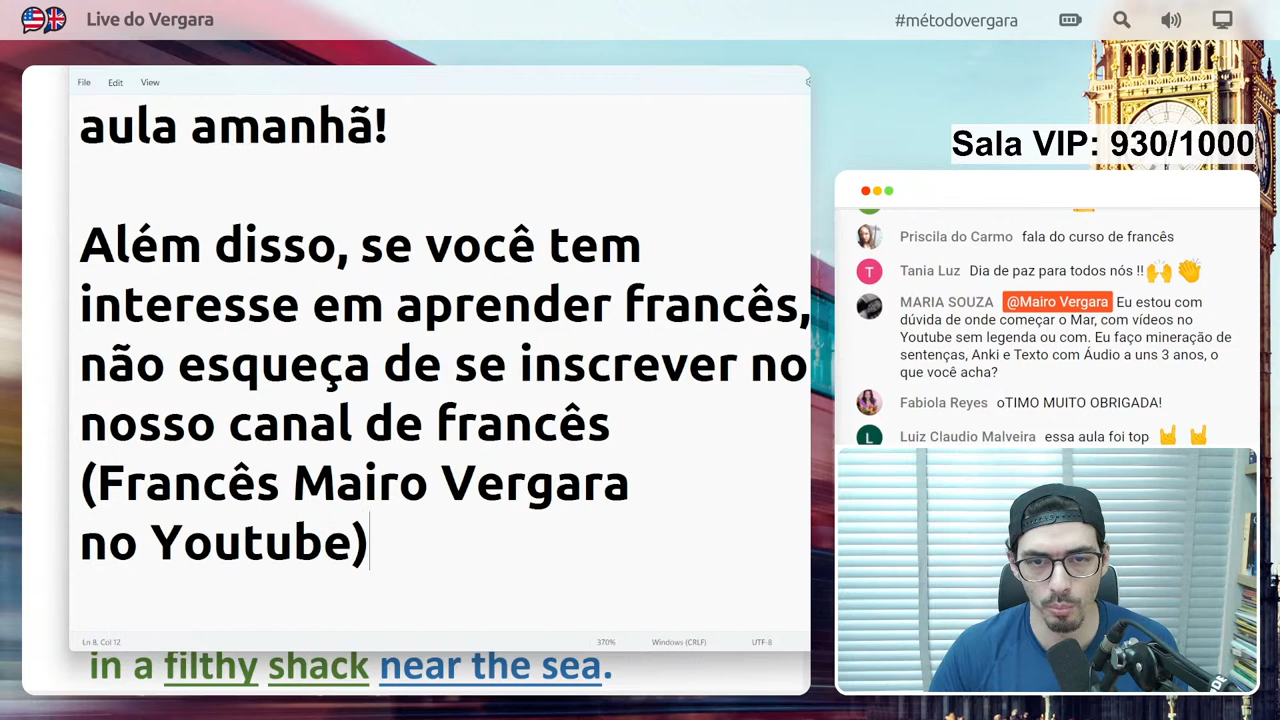 Live do Vergara
#métodovergara
File Edit View
aula amanhã!
Além disso, se você tem
interesse em aprender francês,
não esqueça de se inscrever no
nosso canal de francês
(Francês Mairo Vergara
no Youtube)
Ln 8, Col 12 370% Windows (CRLF) UTF-8
in a filthy shack near the sea.
Sala VIP: 930/1000
Priscila do Carmo fala do curso de francês
T Tania Luz Dia de paz para todos nós !!
MARIA SOUZA @Mairo Vergara Eu estou com
dúvida de onde começar o Mar, com vídeos no
Youtube sem legenda ou com. Eu faço mineração de
sentenças, Anki e Texto com Áudio a uns 3 anos, o
que você acha?
Fabiola Reyes oTIMO MUITO OBRIGADA!
L Luiz Claudio Malveira essa aula foi top